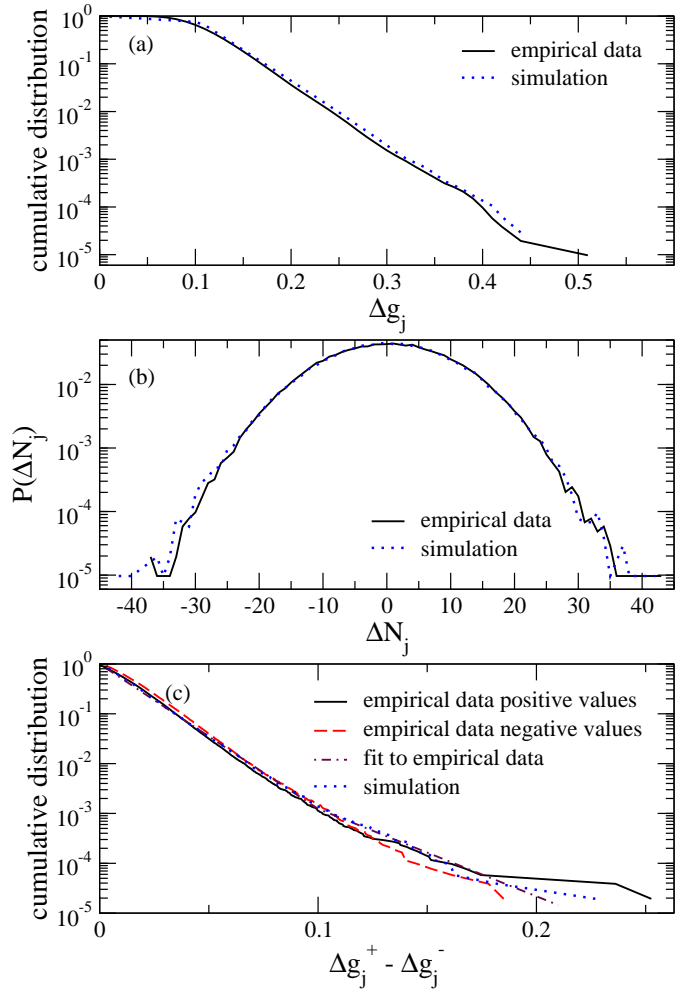 (a)
empirical data
simulation
cumulative distribution
10^0
10^-1
10^-2
10^-3
10^-4
10^-5
0 0.1 0.2 0.3 0.4 0.5
Δg_j
(b)
empirical data
simulation
P(ΔN_j)
10^-2
10^-3
10^-4
10^-5
-40 -30 -20 -10 0 10 20 30 40
ΔN_j
(c)
empirical data positive values
empirical data negative values
fit to empirical data
simulation
cumulative distribution
10^0
10^-1
10^-2
10^-3
10^-4
10^-5
0 0.1 0.2
Δg_j^+ - Δg_j^-